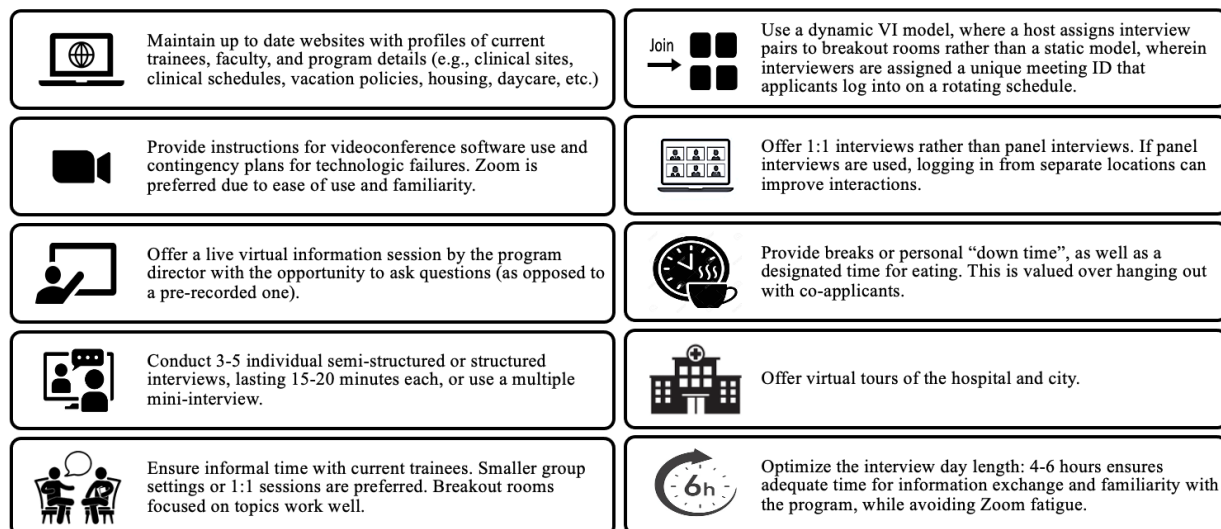 Maintain up to date websites with profiles of current
trainees, faculty, and program details (e.g., clinical sites,
clinical schedules, vacation policies, housing, daycare, etc.)
Provide instructions for videoconference software use and
contingency plans for technologic failures. Zoom is
preferred due to ease of use and familiarity.
Offer a live virtual information session by the program
director with the opportunity to ask questions (as opposed to
a pre-recorded one).
Conduct 3-5 individual semi-structured or structured
interviews, lasting 15-20 minutes each, or use a multiple
mini-interview.
Ensure informal time with current trainees. Smaller group
settings or 1:1 sessions are preferred. Breakout rooms
focused on topics work well.
Join
Use a dynamic VI model, where a host assigns interview
pairs to breakout rooms rather than a static model, wherein
interviewers are assigned a unique meeting ID that
applicants log into on a rotating schedule.
Offer 1:1 interviews rather than panel interviews. If panel
interviews are used, logging in from separate locations can
improve interactions.
Provide breaks or personal “down time”, as well as a
designated time for eating. This is valued over hanging out
with co-applicants.
Offer virtual tours of the hospital and city.
6h
Optimize the interview day length: 4-6 hours ensures
adequate time for information exchange and familiarity with
the program, while avoiding Zoom fatigue.